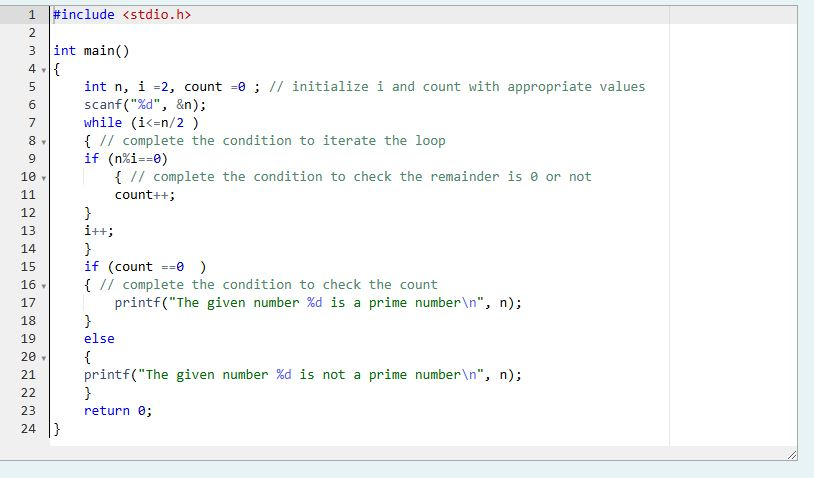 1 #include <stdio.h>
2
3 int main()
4 {
5 int n, i =2, count =0 ; // initialize i and count with appropriate values
6 scanf("%d", &n);
7 while (i<=n/2 )
8 { // complete the condition to iterate the loop
9 if (n%i==0)
10 { // complete the condition to check the remainder is 0 or not
11 count++;
12 }
13 i++;
14 }
15 if (count ==0  )
16 { // complete the condition to check the count
17 printf("The given number %d is a prime number\n", n);
18 }
19 else
20 {
21 printf("The given number %d is not a prime number\n", n);
22 }
23 return 0;
24 }